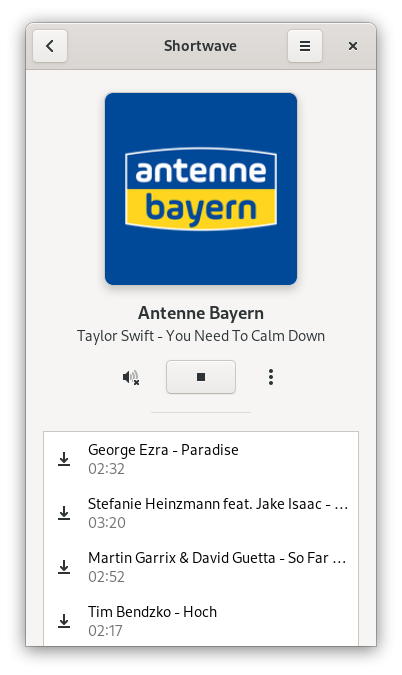 Shortwave
antenne
bayern
Antenne Bayern
Taylor Swift - You Need To Calm Down
George Ezra - Paradise
02:32
Stefanie Heinzmann feat. Jake Isaac - …
03:20
Martin Garrix & David Guetta - So Far …
02:52
Tim Bendzko - Hoch
02:17